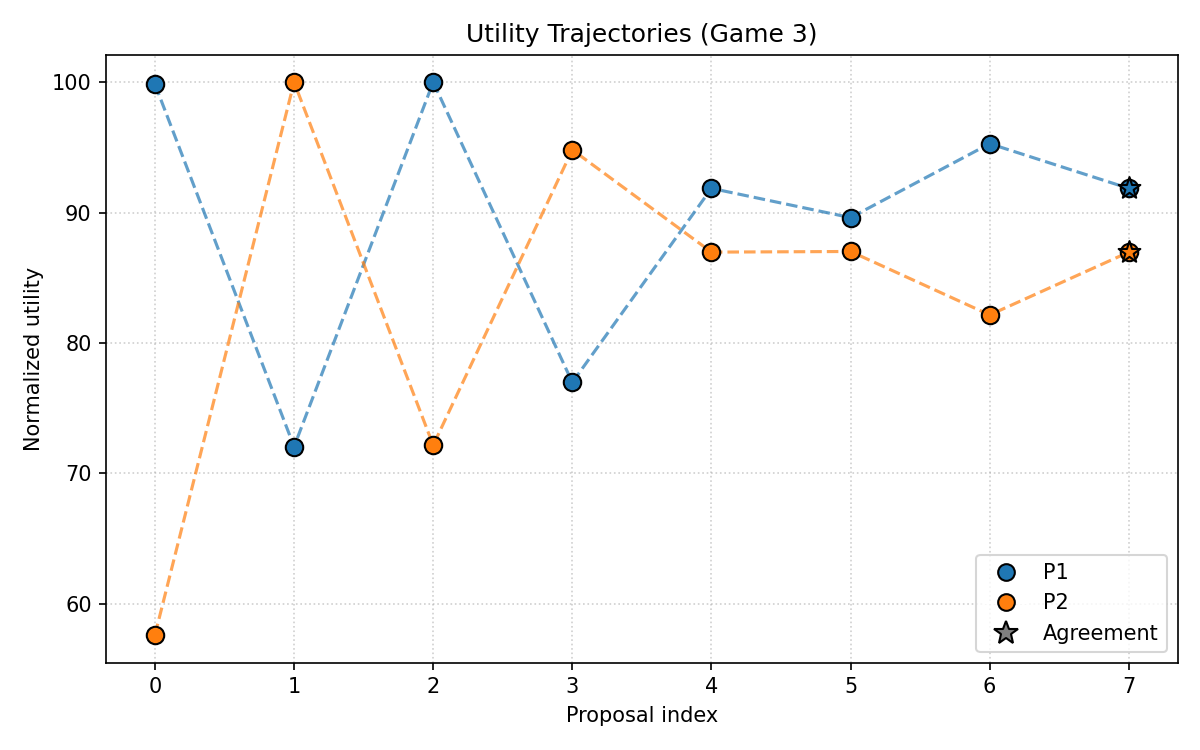 Utility Trajectories (Game 3)
Normalized utility
100
90
80
70
60
P1
P2
Agreement
0 1 2 3 4 5 6 7
Proposal index